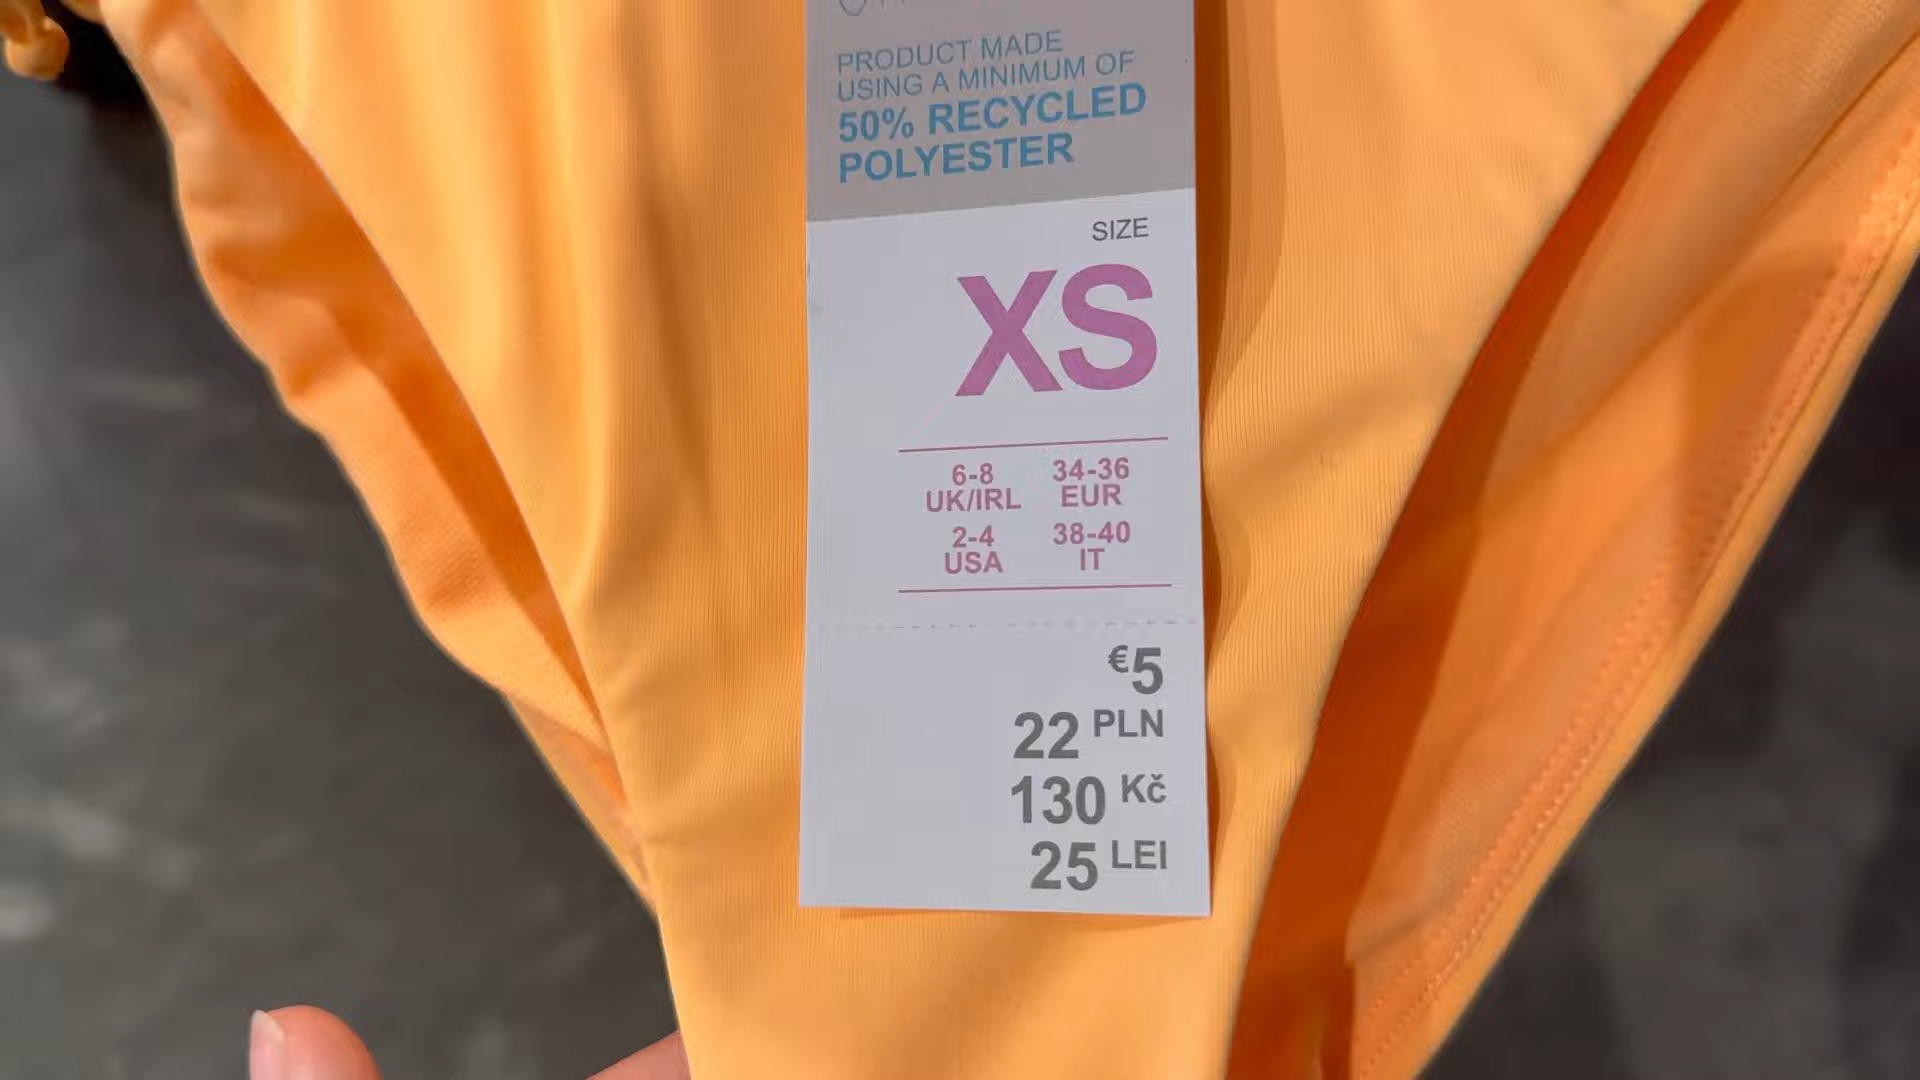 PRODUCT MADE
USING A MINIMUM OF
50% RECYCLED
POLYESTER
SIZE
XS
6-8 34-36
UK/IRL EUR
2-4 38-40
USA IT
€5
22 PLN
130 Kč
25 LEI